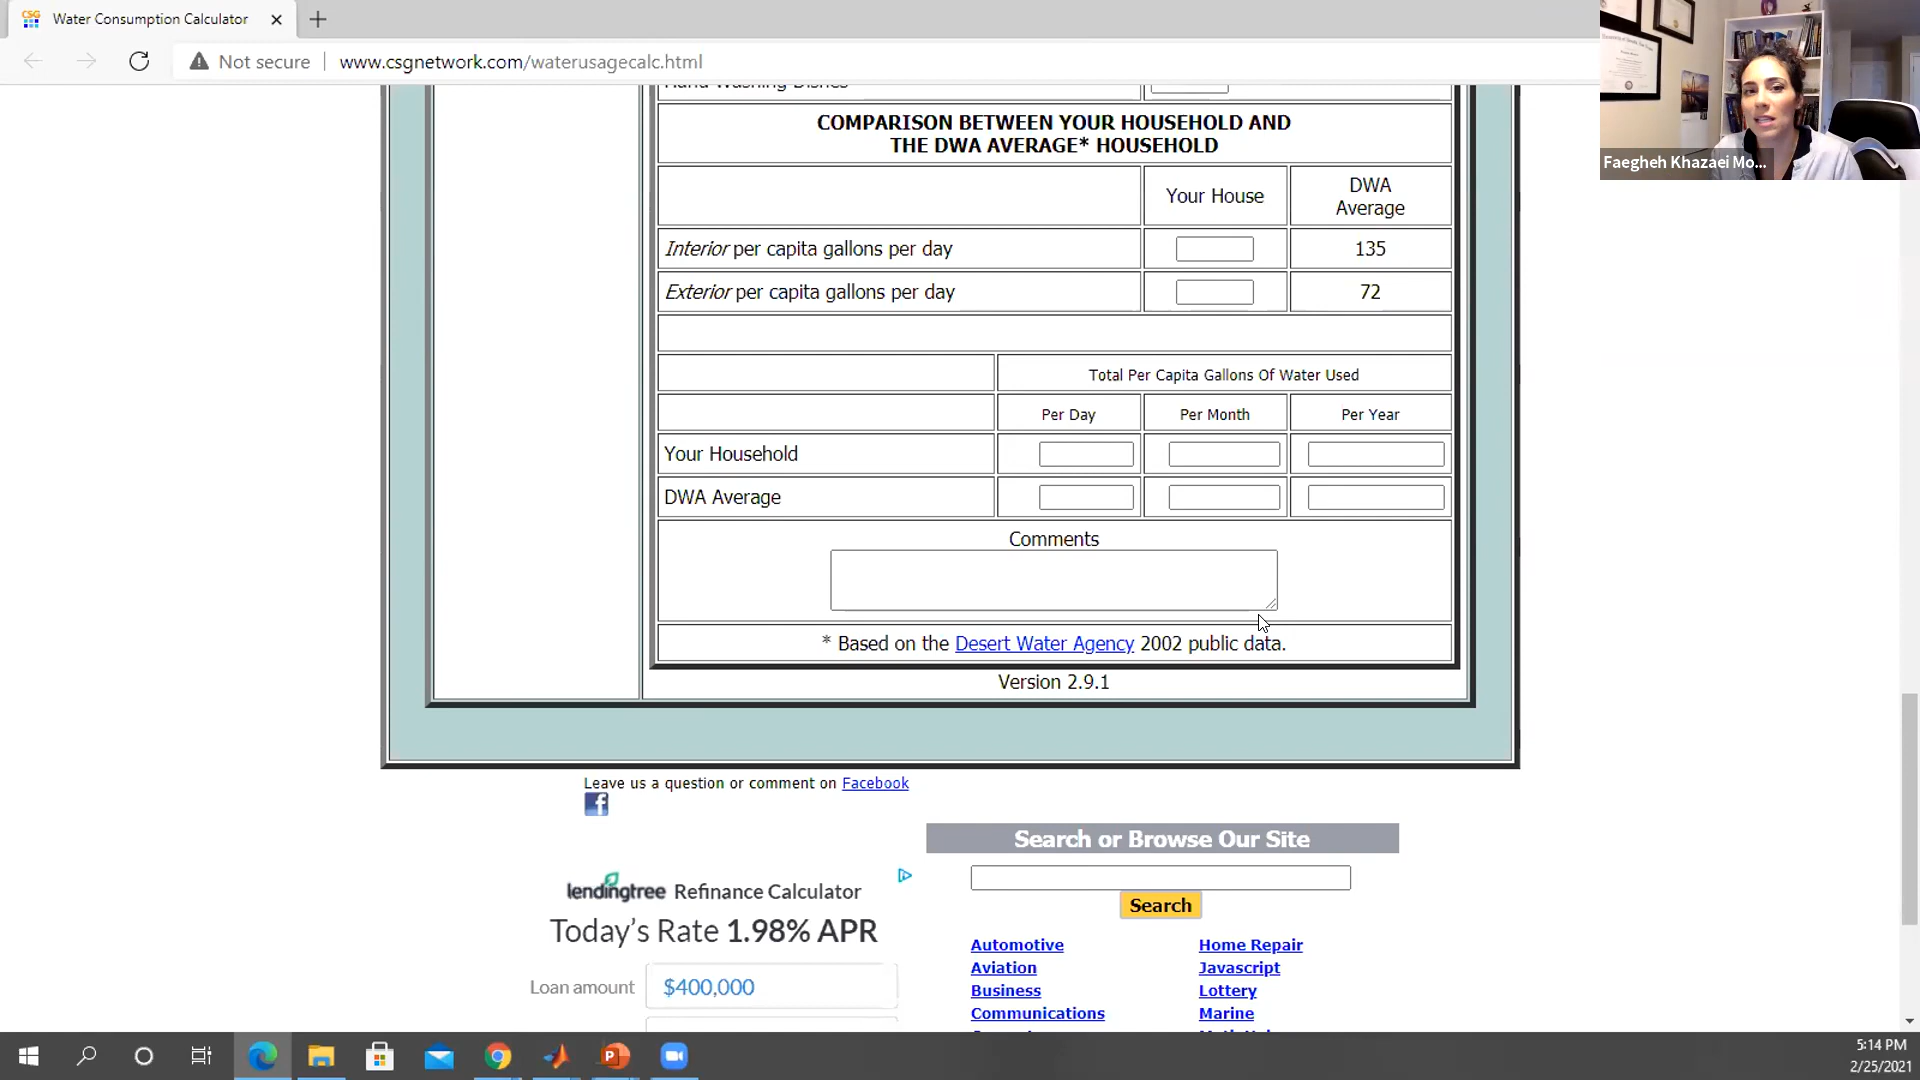 Water Consumption Calculator
Not secure
www.csgnetwork.com/waterusagecalc.html
Faegheh Khazaei Mo...
Hand Washing Dishes
COMPARISON BETWEEN YOUR HOUSEHOLD AND
THE DWA AVERAGE* HOUSEHOLD
Your House
DWA
Average
Interior per capita gallons per day
135
Exterior per capita gallons per day
72
Total Per Capita Gallons Of Water Used
Per Day
Per Month
Per Year
Your Household
DWA Average
Comments
* Based on the Desert Water Agency 2002 public data.
Version 2.9.1
Leave us a question or comment on Facebook
Search or Browse Our Site
Search
lendingtree Refinance Calculator
Today's Rate 1.98% APR
Loan amount
$400,000
Automotive
Home Repair
Aviation
Javascript
Business
Lottery
Communications
Marine
5:14 PM
2/25/2021